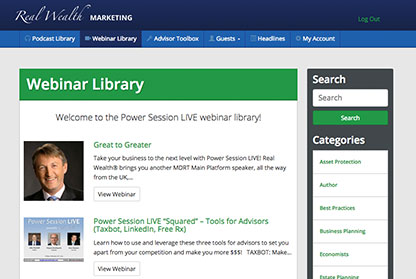 Real Wealth MARKETING
Log Out
Podcast Library
Webinar Library
Advisor Toolbox
Guests
Headlines
My Account
Webinar Library
Welcome to the Power Session LIVE webinar library!
Great to Greater
Take your business to the next level with Power Session LIVE! Real
Wealth® brings you another MDRT Main Platform speaker, all the way
from the UK,...
View Webinar
Power Session LIVE
Power Session LIVE “Squared” – Tools for Advisors
(Taxbot, LinkedIn, Free Rx)
Learn how to use and leverage these three tools for advisors to set you
apart from your competition and make you more $$$!   TAXBOT: Make...
View Webinar
Search
Search
Search
Categories
Asset Protection
Author
Best Practices
Business Planning
Economists
Estate Planning